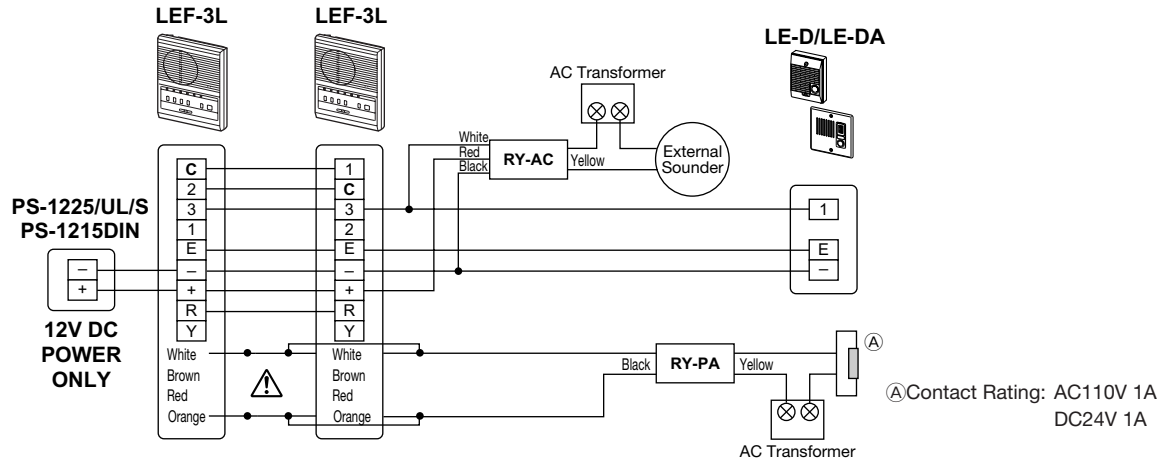 LEF-3L
LEF-3L
LE-D/LE-DA
AC Transformer
White
Red
Black
RY-AC
Yellow
External
Sounder
PS-1225/UL/S
PS-1215DIN
–
+
12V DC
POWER
ONLY
C
2
3
1
E
–
+
R
Y
White
Brown
Red
Orange
1
C
3
2
E
–
+
R
Y
White
Brown
Red
Orange
1
E
–
Black
RY-PA
Yellow
Ⓐ
AC Transformer
ⒶContact Rating: AC110V 1A
DC24V 1A